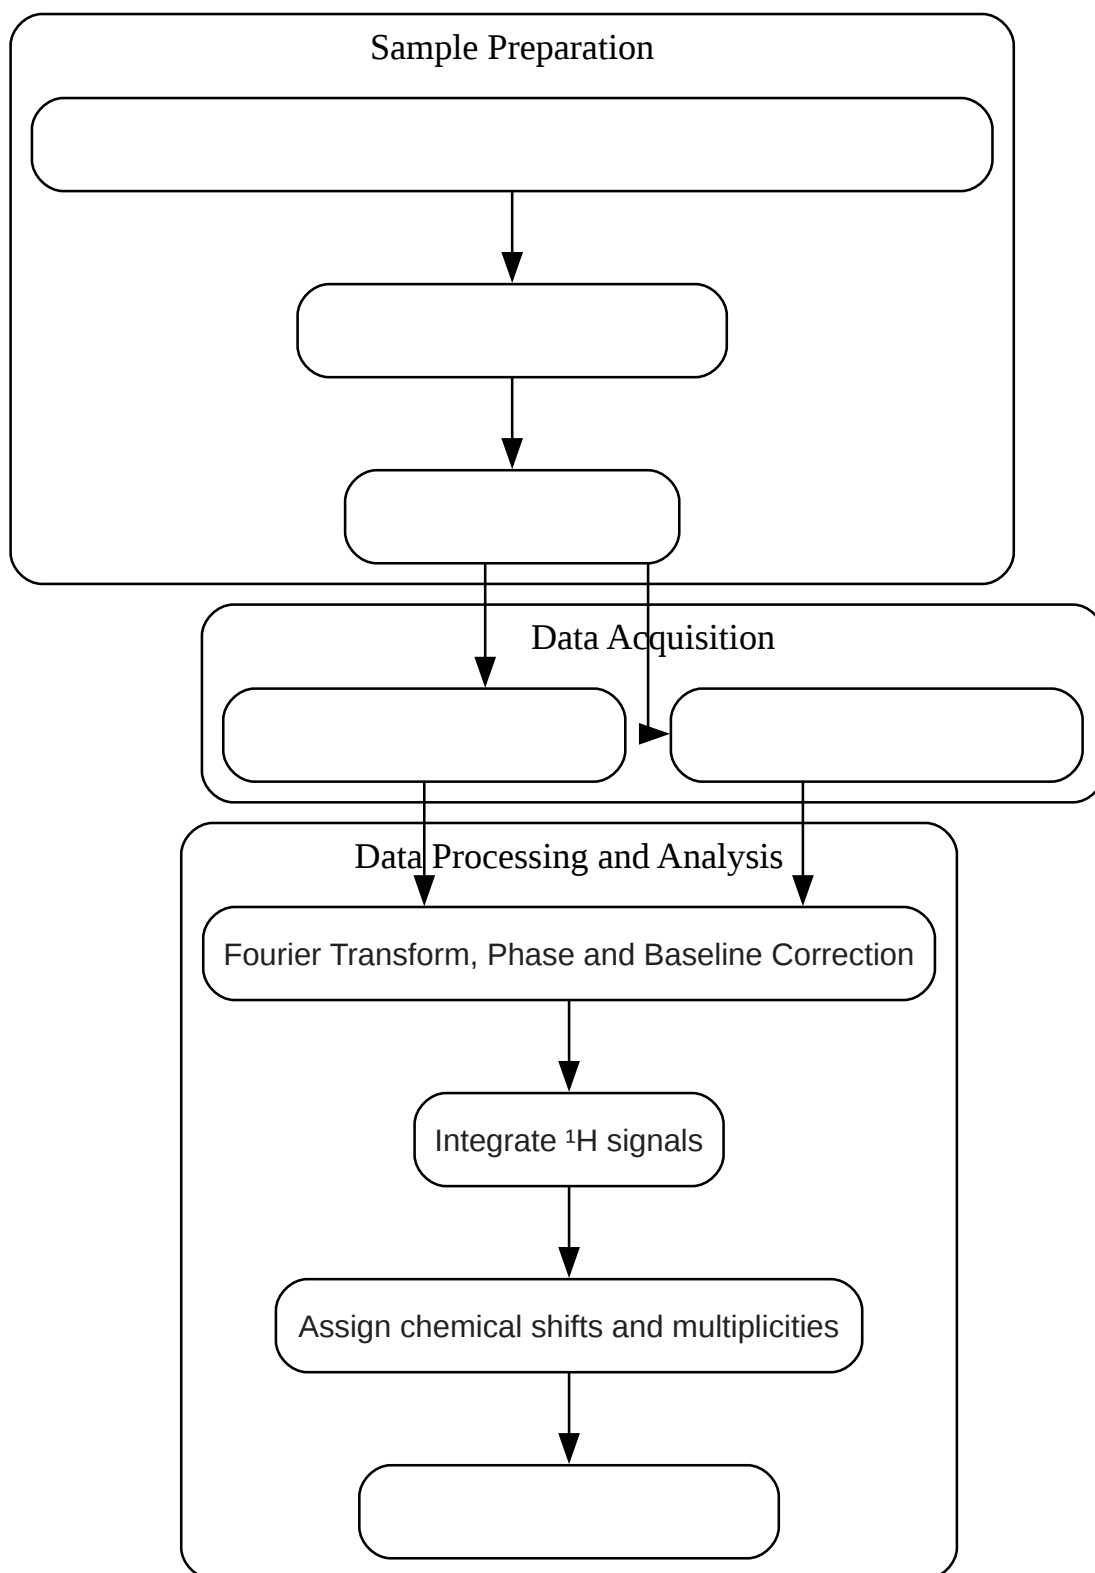 Sample Preparation
Data Acquisition
Data Processing and Analysis
Fourier Transform, Phase and Baseline Correction
Integrate ¹H signals
Assign chemical shifts and multiplicities